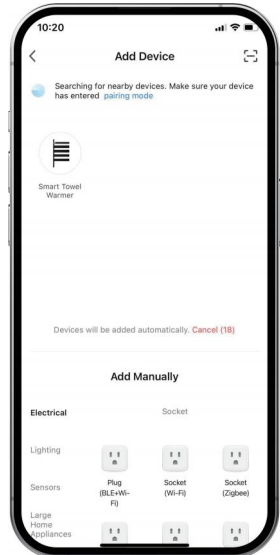 10:20
Add Device
Searching for nearby devices. Make sure your device
has entered pairing mode
Smart Towel
Warmer
Devices will be added automatically. Cancel (18)
Add Manually
Electrical
Socket
Lighting
Plug
(BLE+Wi-
Fi)
Socket
(Wi-Fi)
Socket
(Zigbee)
Sensors
Large
Home
Appliances